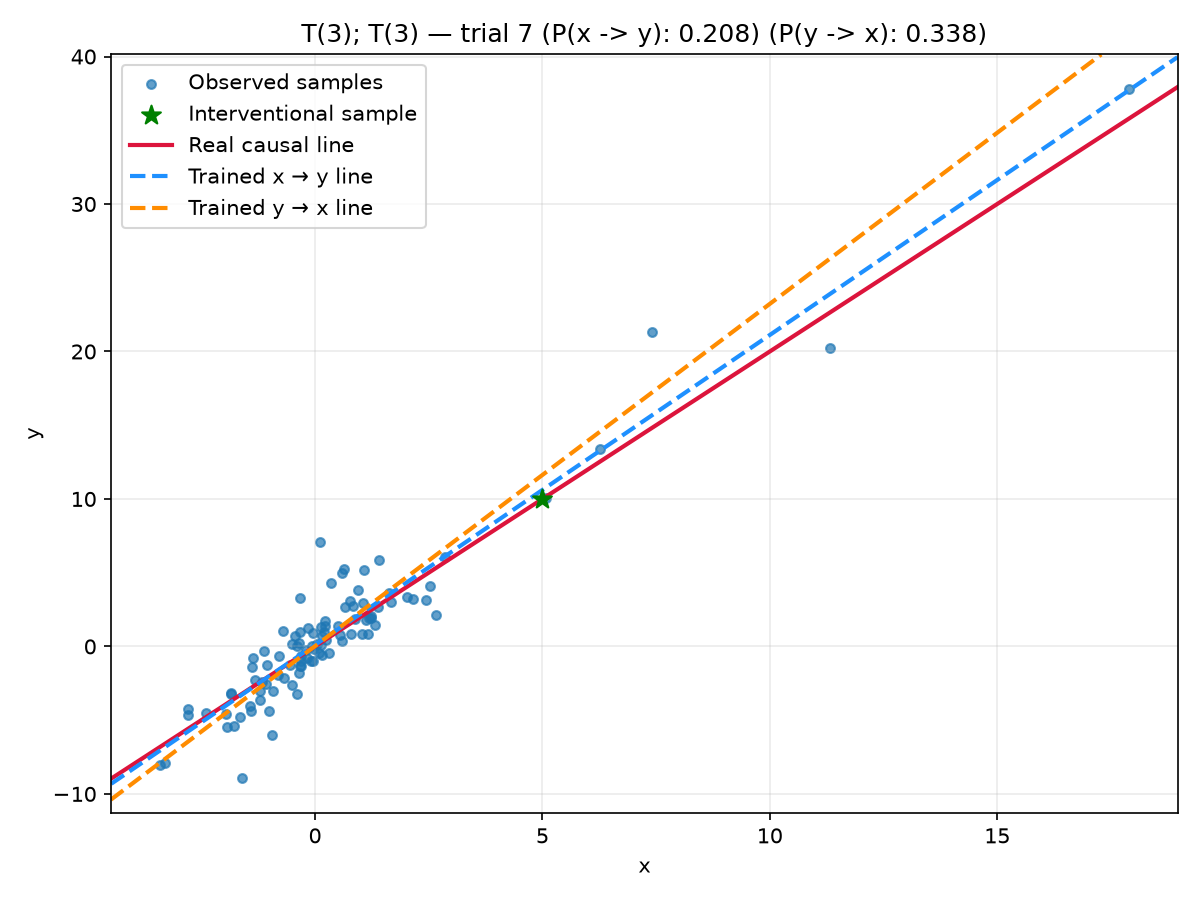 T(3); T(3) — trial 7 (P(x -> y): 0.208) (P(y -> x): 0.338)
Observed samples
Interventional sample
Real causal line
Trained x → y line
Trained y → x line
40
30
20
10
0
−10
y
0
5
10
15
x